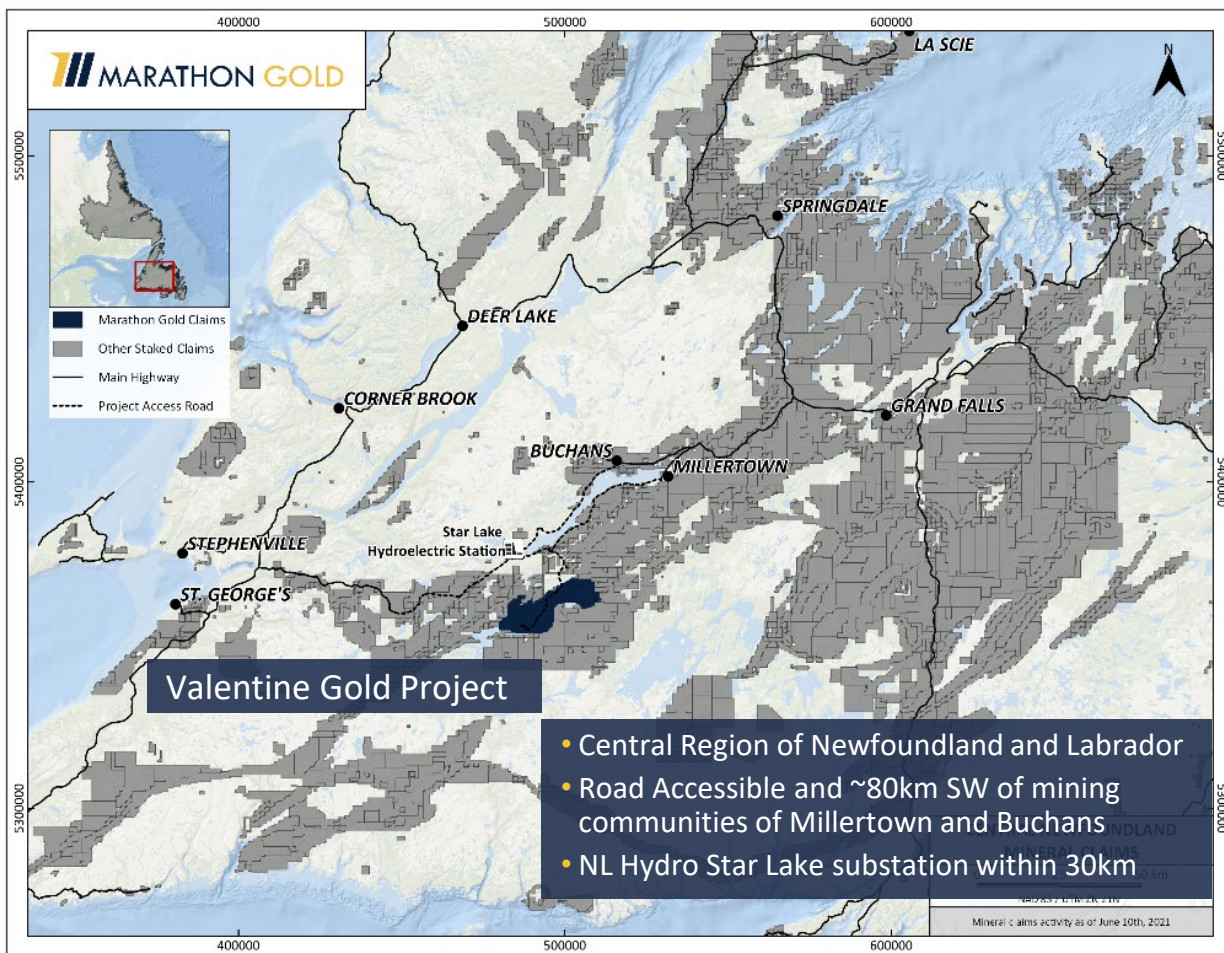 400000 500000 600000
MARATHON GOLD
LA SCIE
N
5500000 5500000
SPRINGDALE
DEER LAKE
Marathon Gold Claims
Other Staked Claims
Main Highway
Project Access Road
CORNER BROOK
GRAND FALLS
BUCHANS
MILLERTOWN
5400000 5400000
Star Lake
Hydroelectric Station
STEPHENVILLE
ST. GEORGE'S
Valentine Gold Project
• Central Region of Newfoundland and Labrador
• Road Accessible and ~80km SW of mining
communities of Millertown and Buchans
• NL Hydro Star Lake substation within 30km
5300000
MINERAL CLAIMS
Mineral claims activity as of June 10th, 2021
400000 500000 600000